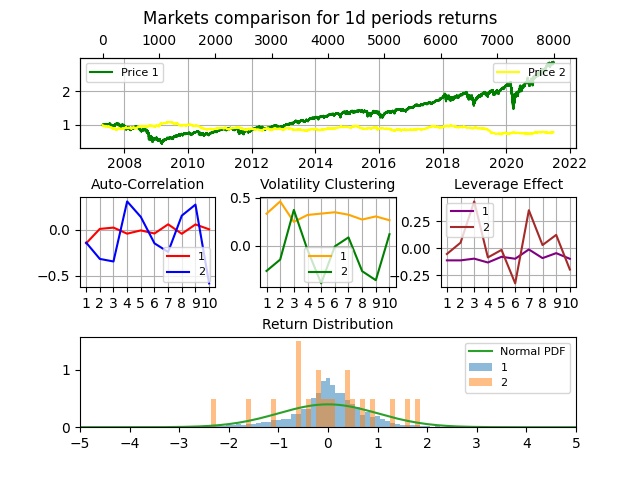 Markets comparison for 1d periods returns
0 1000 2000 3000 4000 5000 6000 7000 8000
Price 1
Price 2
2
1
2008 2010 2012 2014 2016 2018 2020 2022
Auto-Correlation
0.0
−0.5
1
2
1 2 3 4 5 6 7 8 9 10
Volatility Clustering
0.5
0.0
1
2
1 2 3 4 5 6 7 8 9 10
Leverage Effect
0.25
0.00
−0.25
1
2
1 2 3 4 5 6 7 8 9 10
Return Distribution
1
0
Normal PDF
1
2
−5 −4 −3 −2 −1 0 1 2 3 4 5